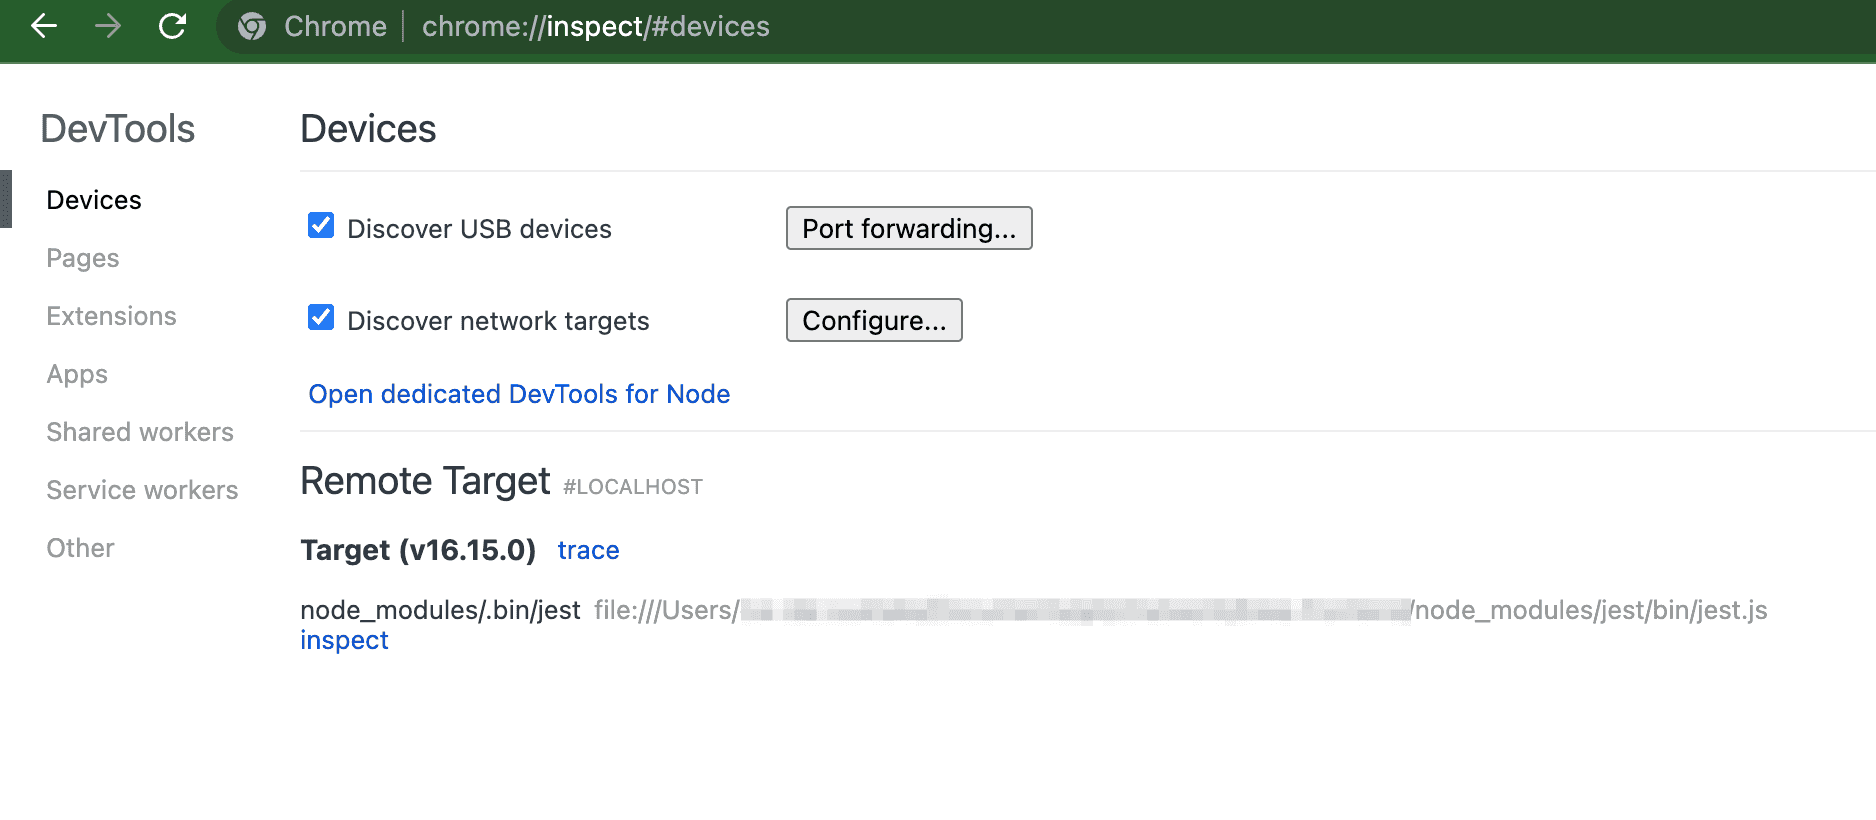 Chrome | chrome://inspect/#devices
DevTools
Devices
Pages
Extensions
Apps
Shared workers
Service workers
Other
Devices
Discover USB devices Port forwarding...
Discover network targets Configure...
Open dedicated DevTools for Node
Remote Target #LOCALHOST
Target (v16.15.0) trace
node_modules/.bin/jest file:///Users/ /node_modules/jest/bin/jest.js
inspect